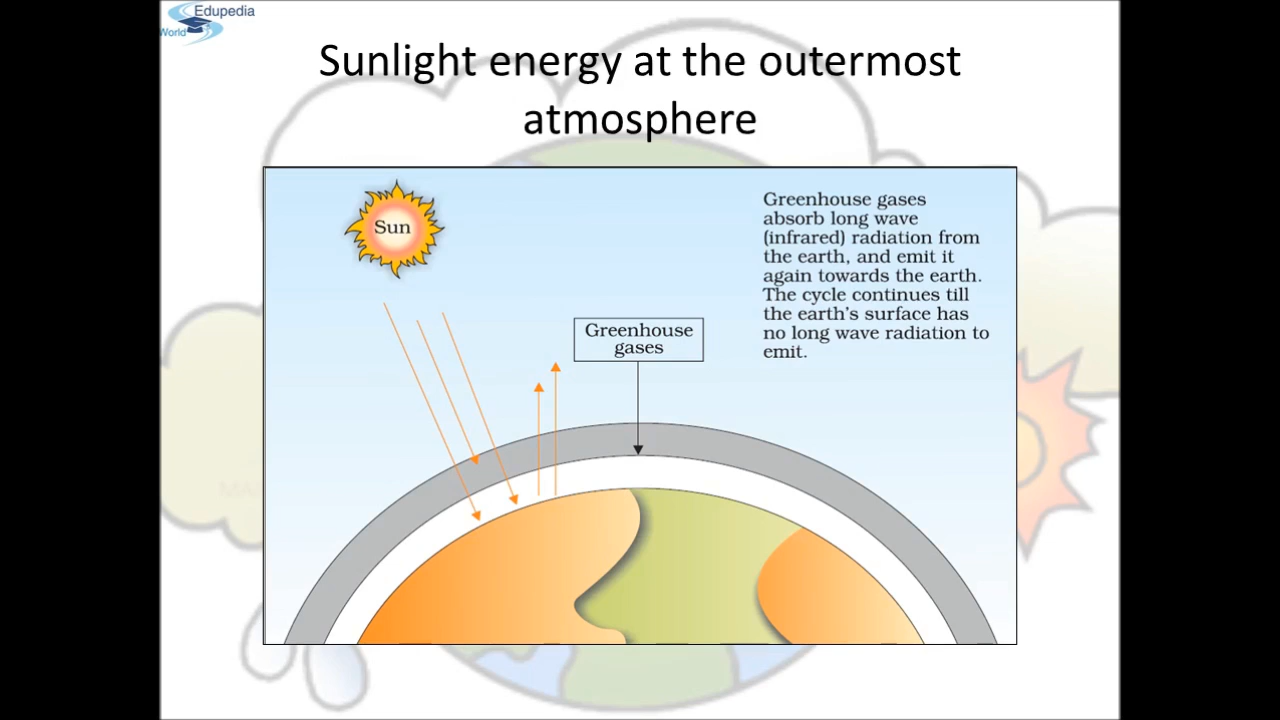 Edupedia
World
Sunlight energy at the outermost
atmosphere
Sun
Greenhouse gases
absorb long wave
(infrared) radiation from
the earth, and emit it
again towards the earth.
The cycle continues till
the earth's surface has
no long wave radiation to
emit.
Greenhouse
gases